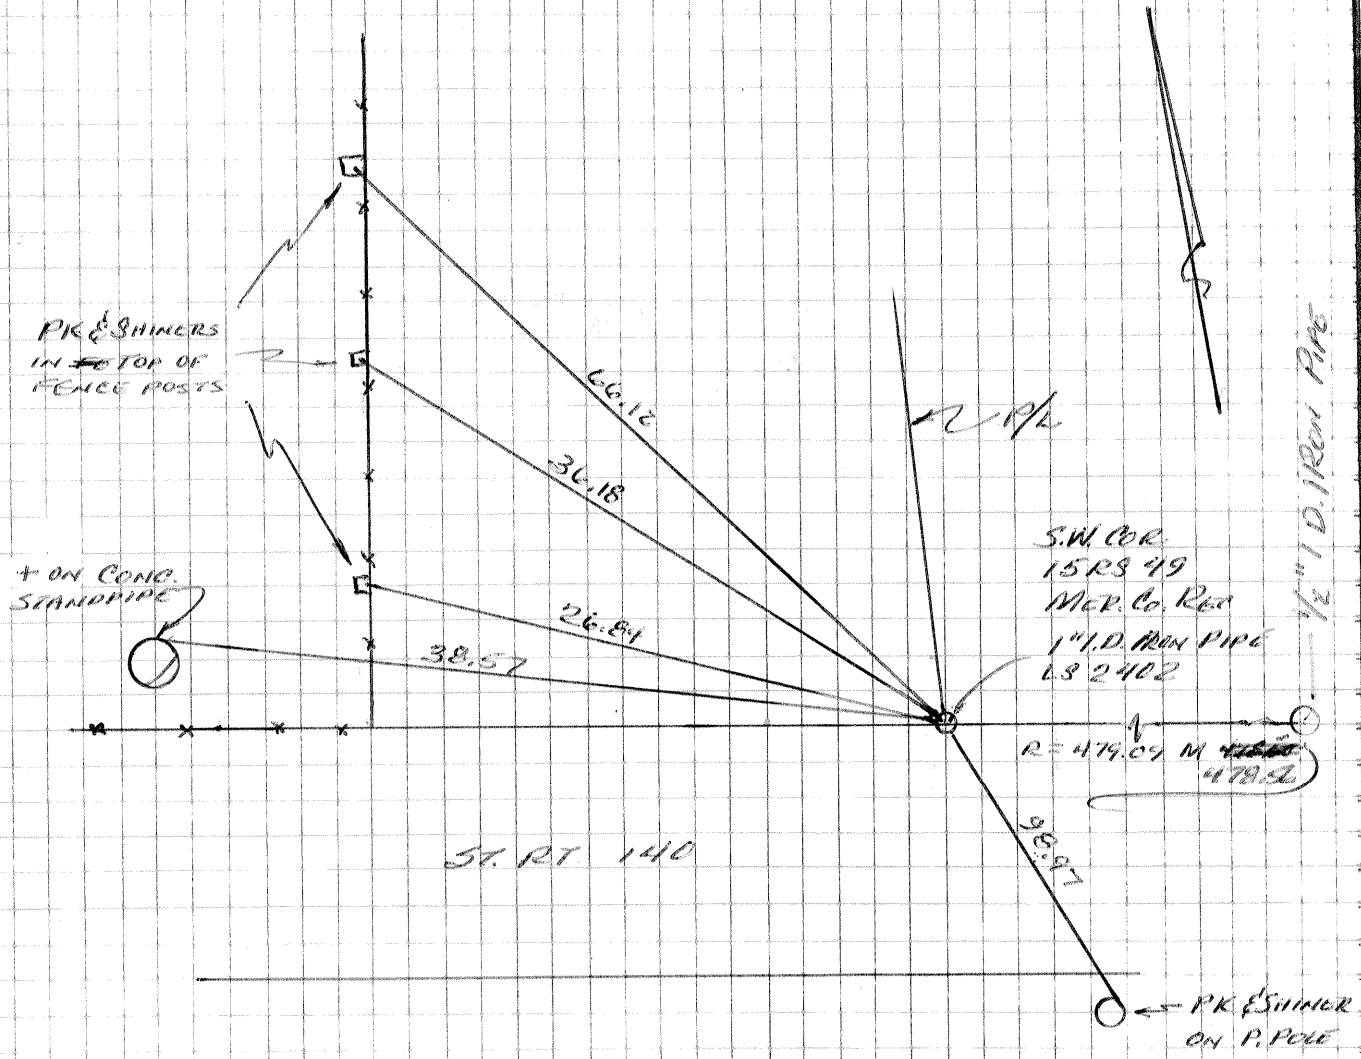 PK & SHINERS
IN TOP OF
FENCE POSTS
66.12
36.18
P/L
1/2" I.D. IRON PIPE
S.W. COR.
15 RS 49
MER. Co. REC
1" I.D. IRON PIPE
LS 2402
+ ON CONC.
STANDPIPE
26.84
38.57
R = 479.09 M
478.56
ST. RT. 140
98.97
PK & SHINER
ON P. POLE